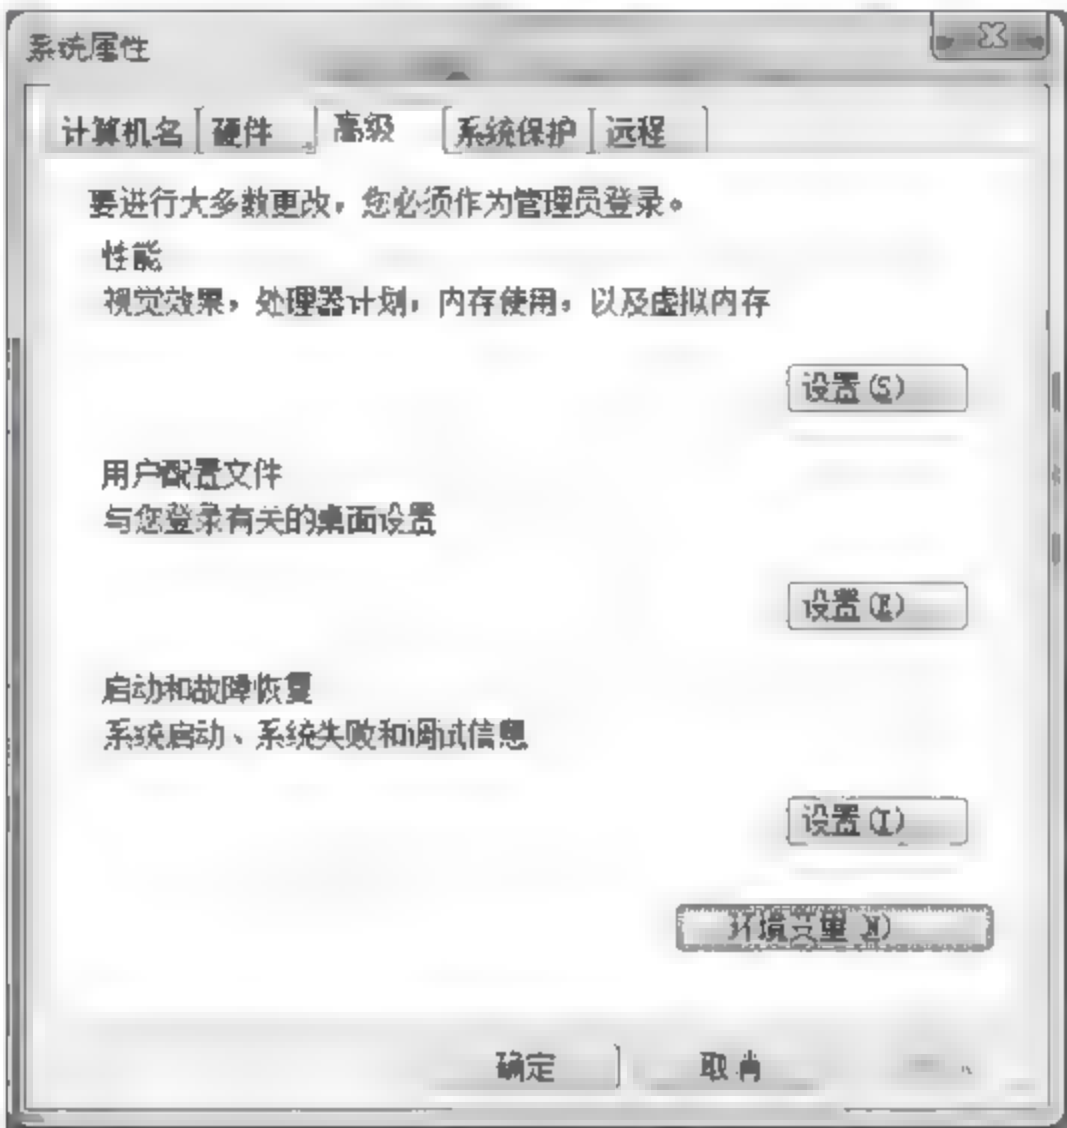 系统属性
计算机名 硬件 高级 系统保护 远程
要进行大多数更改，您必须作为管理员登录。
性能
视觉效果，处理器计划，内存使用，以及虚拟内存
设置(S)
用户配置文件
与您登录有关的桌面设置
设置(E)
启动和故障恢复
系统启动、系统失败和调试信息
设置(T)
环境变量(N)
确定 取消